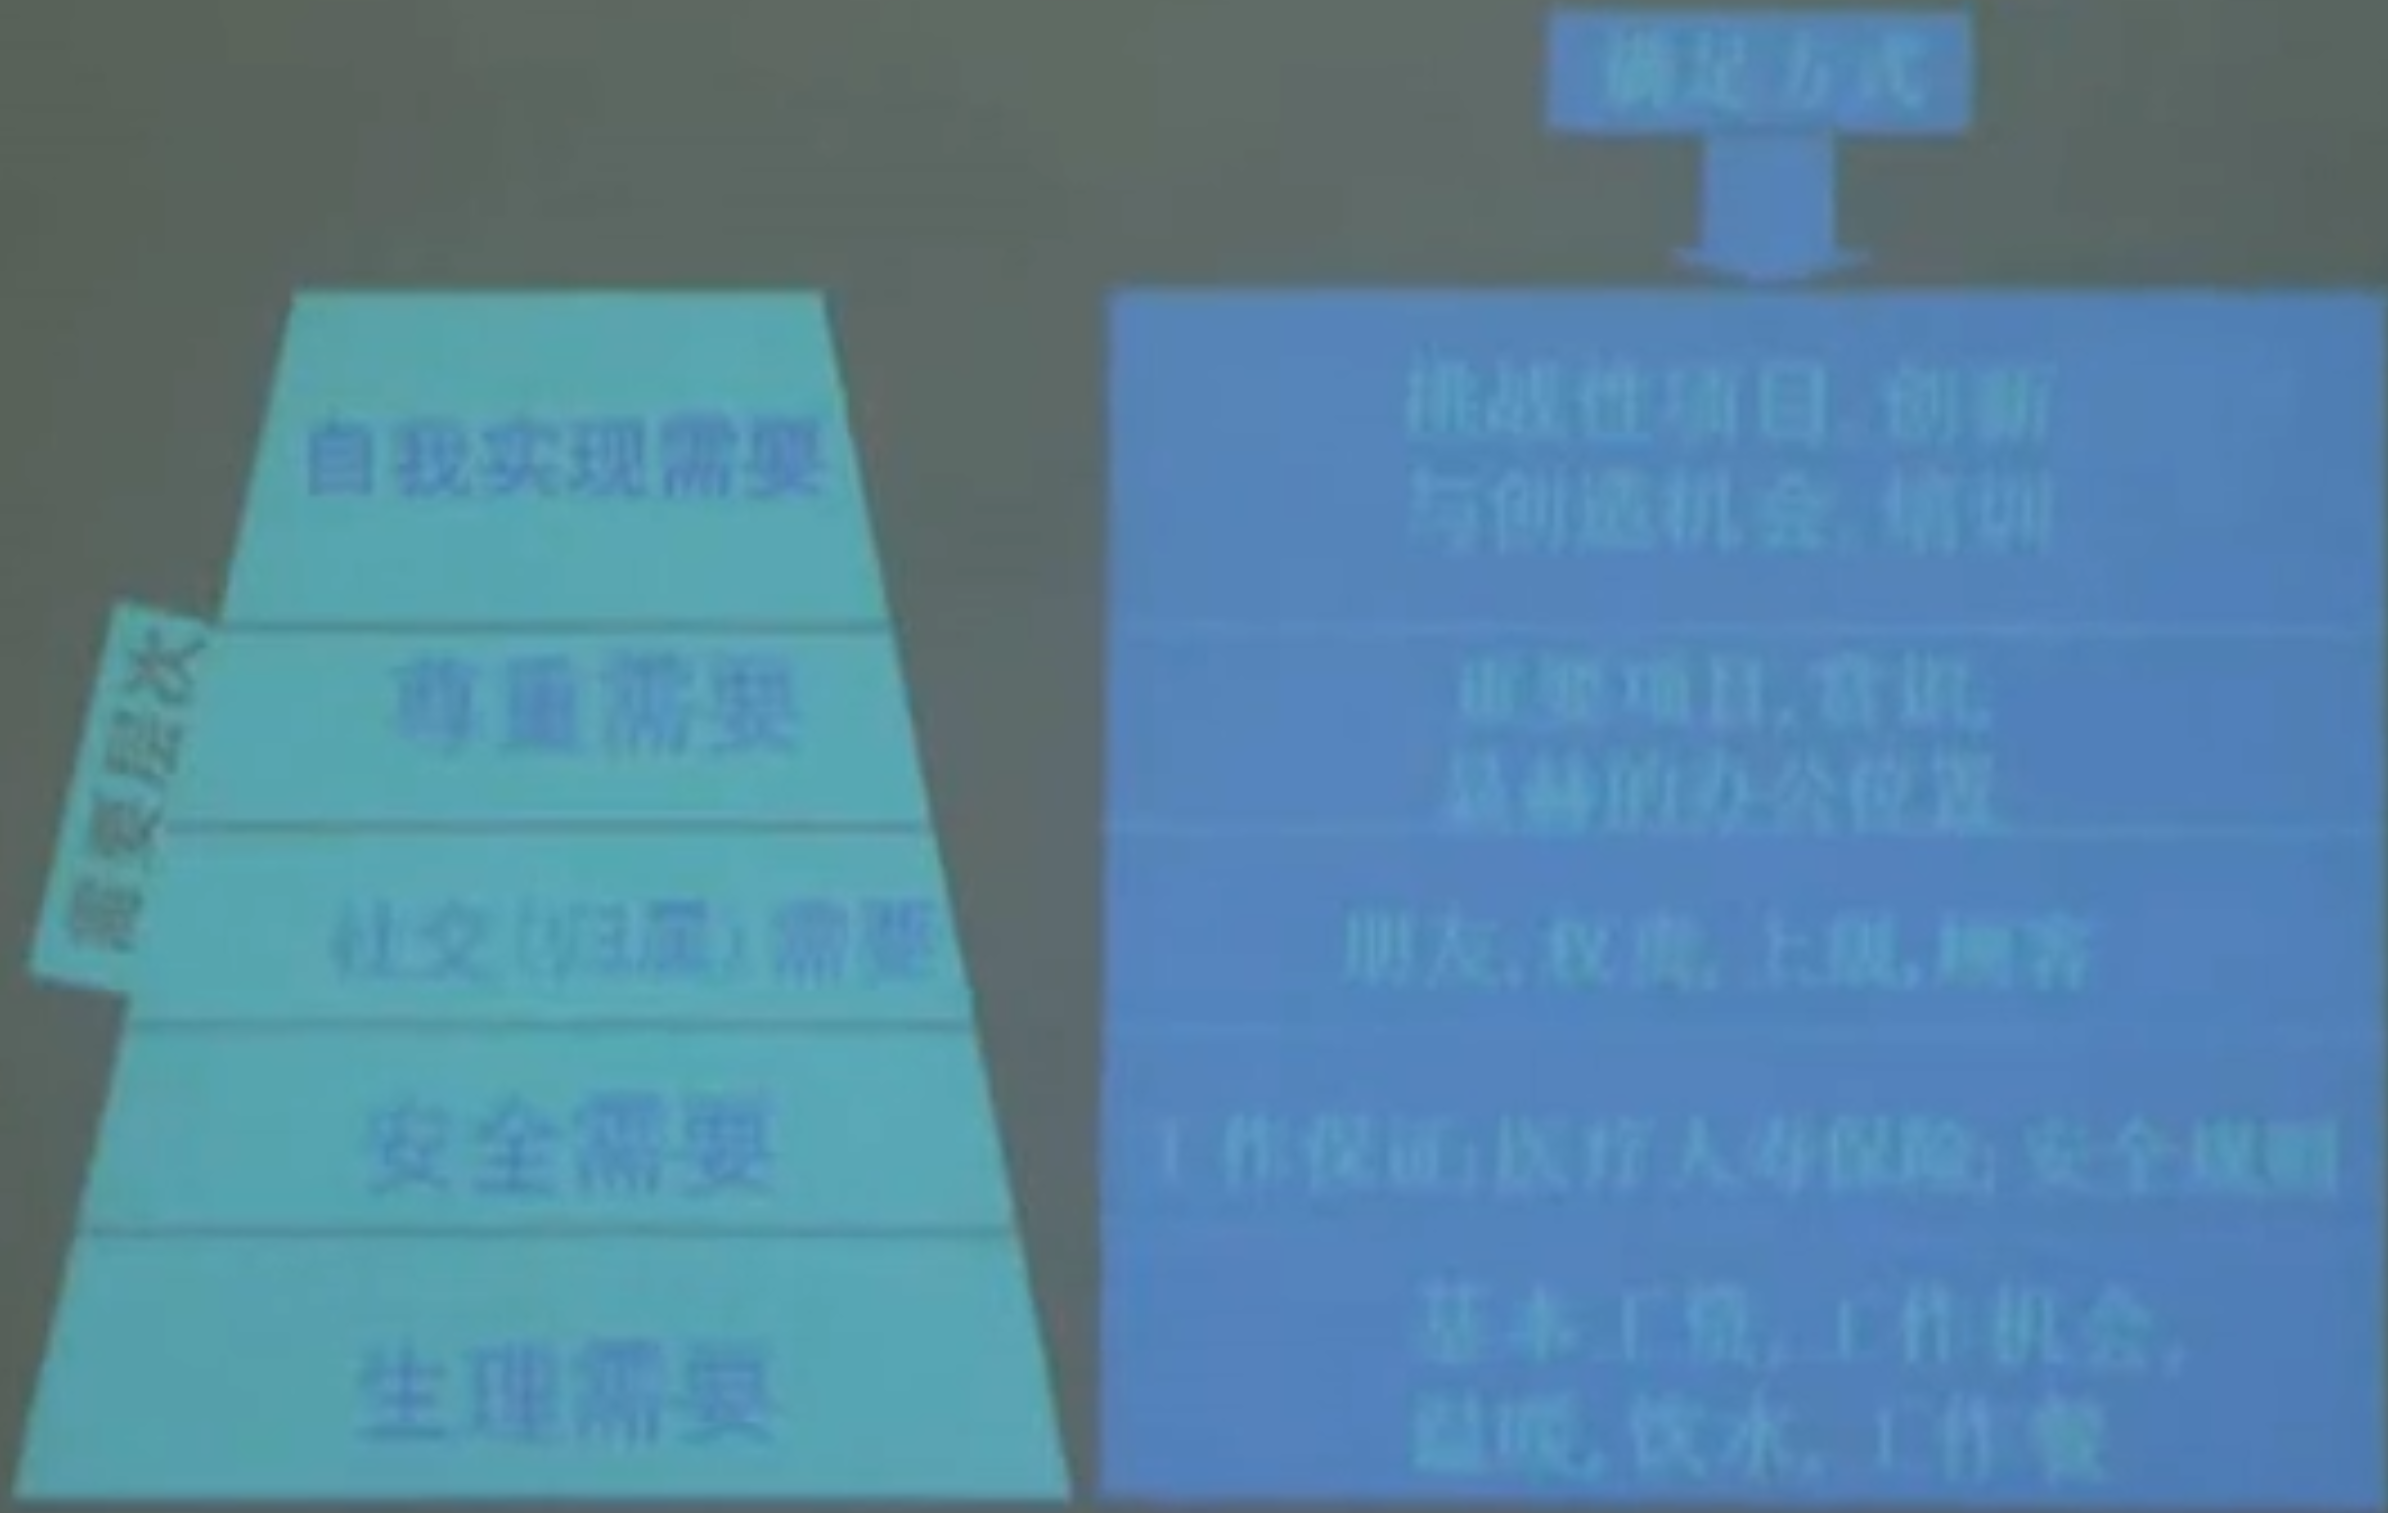 满足方式
自我实现需要
挑战性项目,创新
与创造机会,培训
需要层次
尊重需要
重要项目,赏识,
显赫的办公位置
社交(归属)需要
朋友, 上级,顾客
安全需要
工作保证;医疗人寿保险;安全规则
生理需要
基本工资,工作机会,
温暖,饮水,工作餐